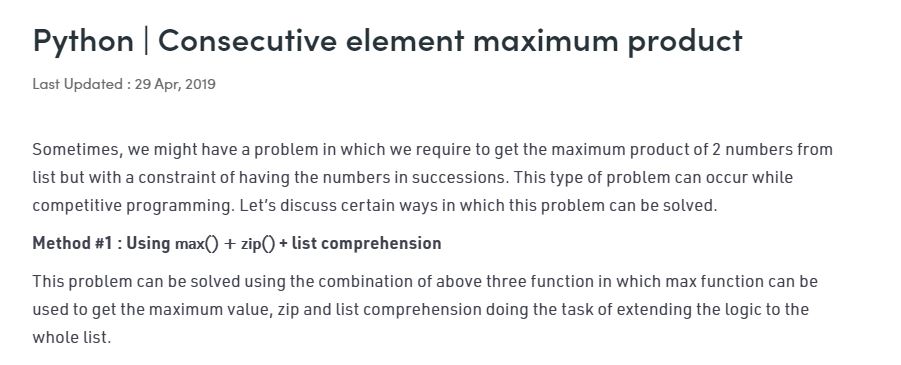 Python | Consecutive element maximum product
Last Updated : 29 Apr, 2019
Sometimes, we might have a problem in which we require to get the maximum product of 2 numbers from
list but with a constraint of having the numbers in successions. This type of problem can occur while
competitive programming. Let’s discuss certain ways in which this problem can be solved.
Method #1 : Using max() + zip() + list comprehension
This problem can be solved using the combination of above three function in which max function can be
used to get the maximum value, zip and list comprehension doing the task of extending the logic to the
whole list.